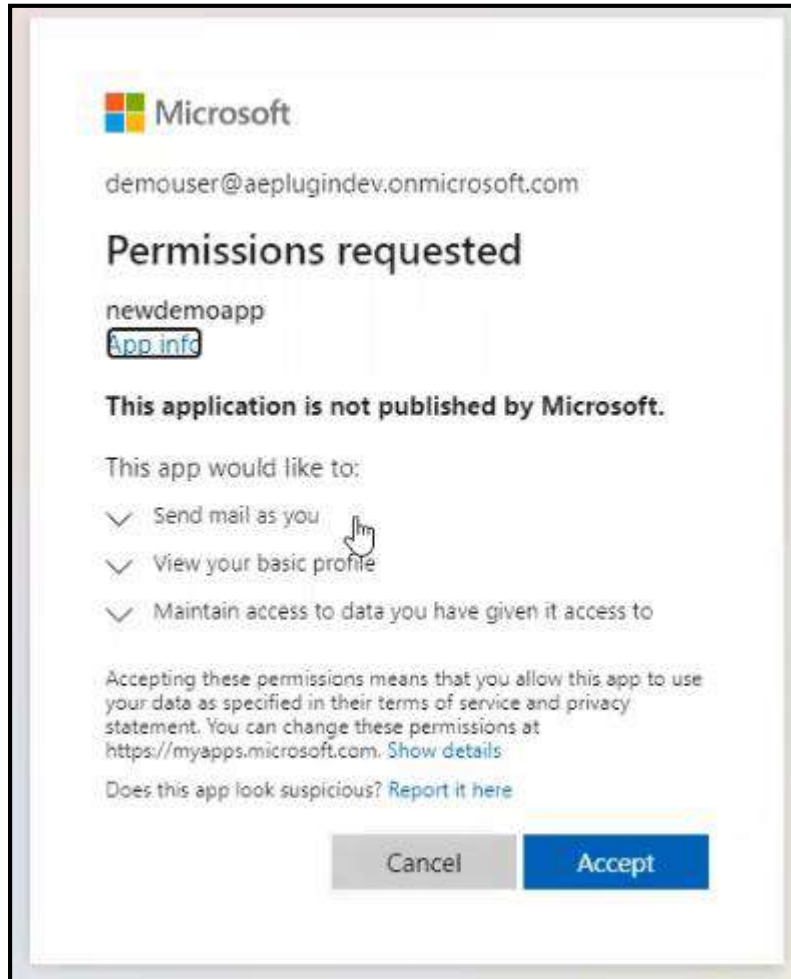 Microsoft
demouser@aeplugindev.onmicrosoft.com
Permissions requested
newdemoapp
App info
This application is not published by Microsoft.
This app would like to:
Send mail as you
View your basic profile
Maintain access to data you have given it access to
Accepting these permissions means that you allow this app to use
your data as specified in their terms of service and privacy
statement. You can change these permissions at
https://myapps.microsoft.com. Show details
Does this app look suspicious? Report it here
Cancel Accept